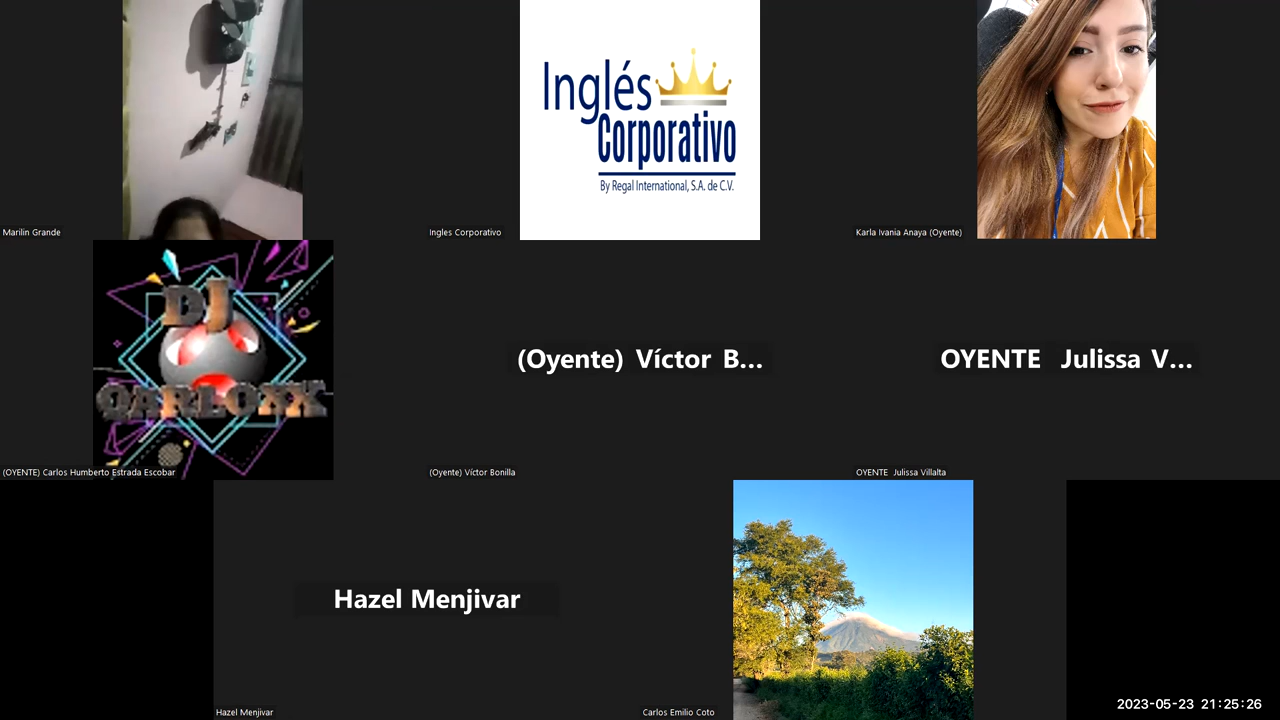 Inglés
Corporativo
By Regal International, S.A. de C.V.
Marilin Grande
Ingles Corporativo
Karla Ivania Anaya (Oyente)
DJ
QARLOXX
(Oyente) Víctor B...
OYENTE Julissa V...
(OYENTE) Carlos Humberto Estrada Escobar
(Oyente) Víctor Bonilla
OYENTE Julissa Villalta
Hazel Menjivar
Hazel Menjivar
Carlos Emilio Coto
2023-05-23 21:25:26